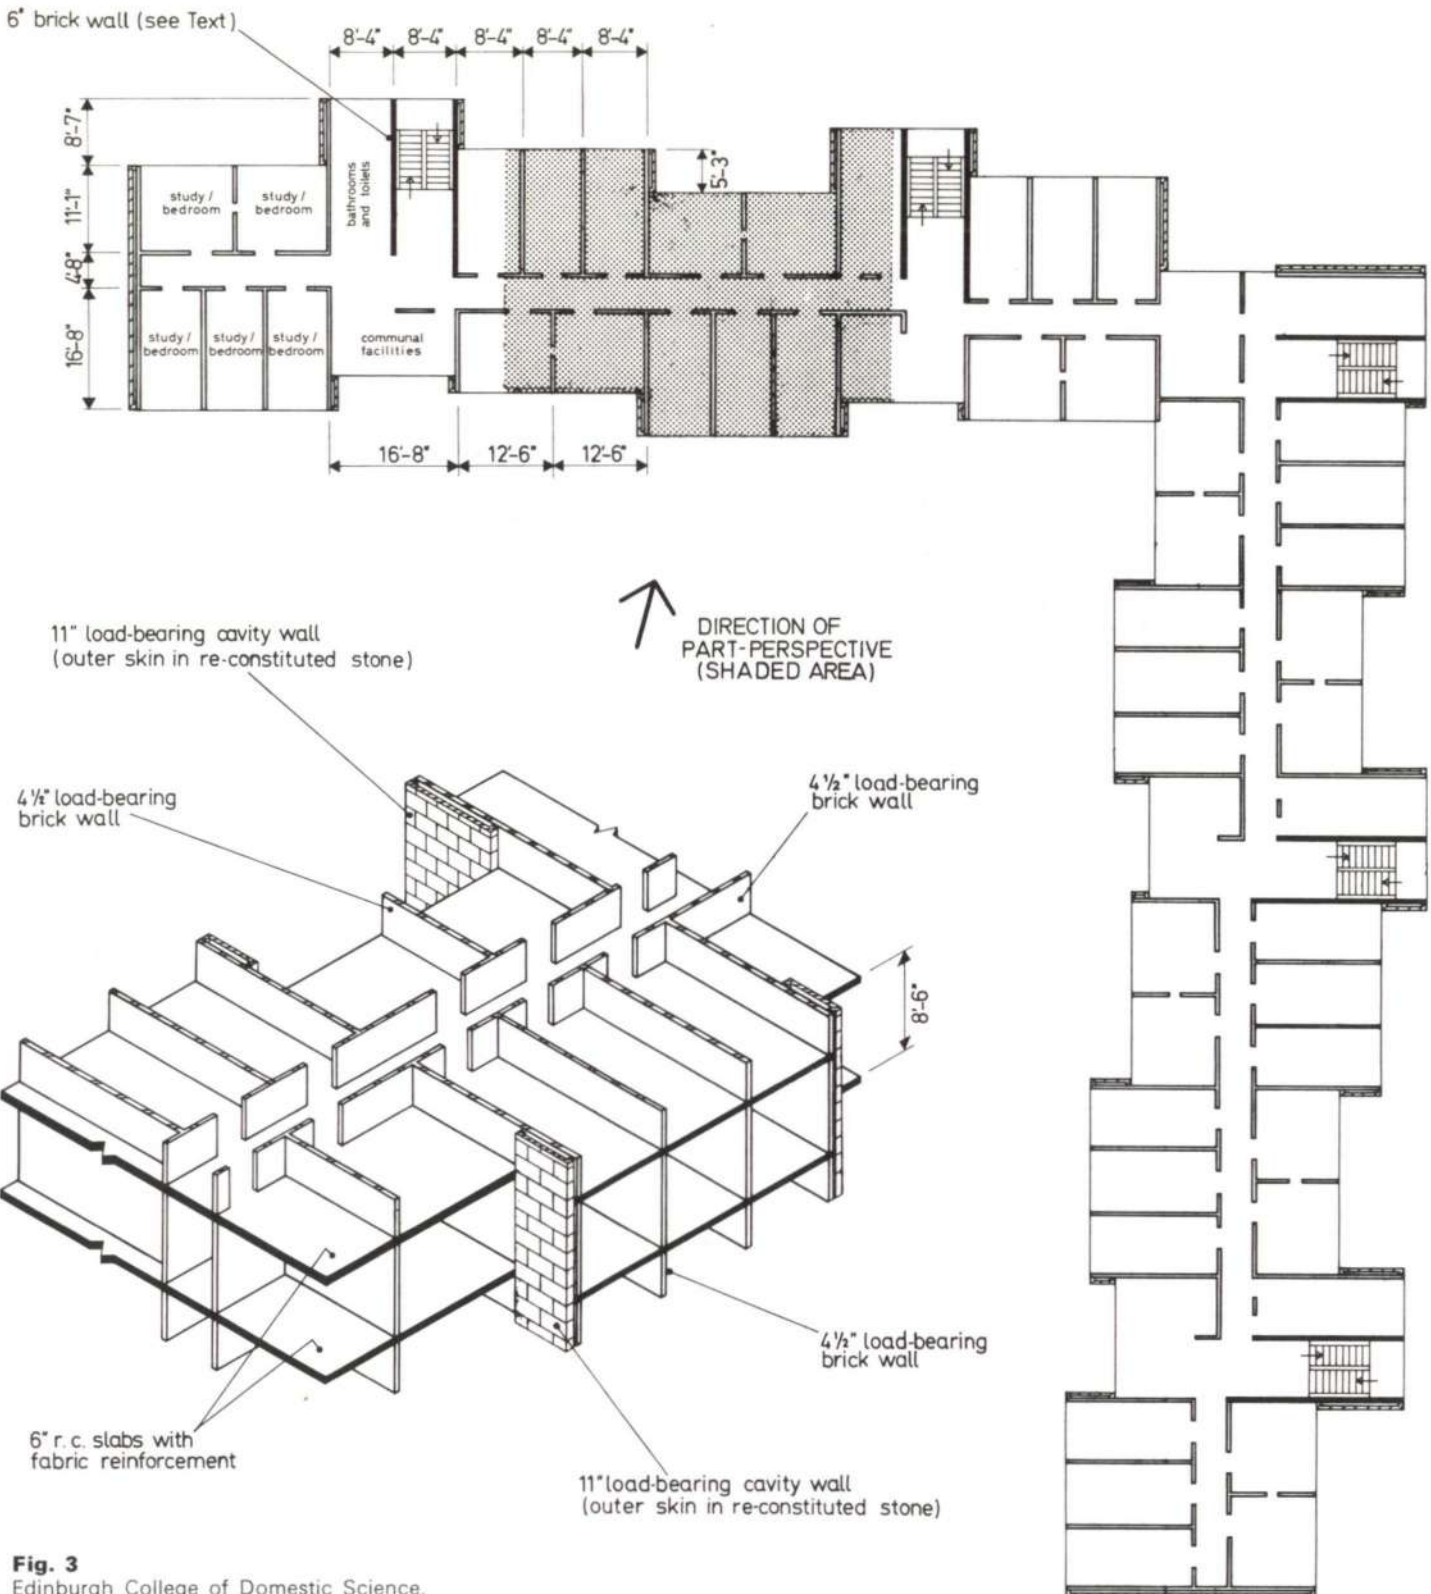 6" brick wall (see Text)
8'-4" 8'-4" 8'-4" 8'-4" 8'-4"
8'-7"
11'-1"
4'-8"
16'-8"
5'-3"
study /
bedroom
study /
bedroom
bathrooms
and toilets
study /
bedroom
study /
bedroom
study /
bedroom
communal
facilities
16'-8" 12'-6" 12'-6"
DIRECTION OF
PART-PERSPECTIVE
(SHADED AREA)
11" load-bearing cavity wall
(outer skin in re-constituted stone)
4½" load-bearing
brick wall
4½" load-bearing
brick wall
8'-6"
4½" load-bearing
brick wall
6" r.c. slabs with
fabric reinforcement
11" load-bearing cavity wall
(outer skin in re-constituted stone)
Fig. 3
Edinburgh College of Domestic Science.